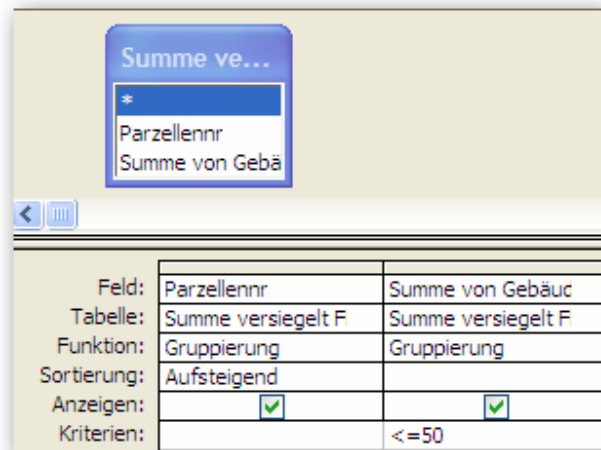 Summe ve...
*
Parzellennr
Summe von Gebä
Feld: Parzellennr Summe von Gebäud
Tabelle: Summe versiegelt F Summe versiegelt F
Funktion: Gruppierung Gruppierung
Sortierung: Aufsteigend
Anzeigen:
Kriterien: <=50